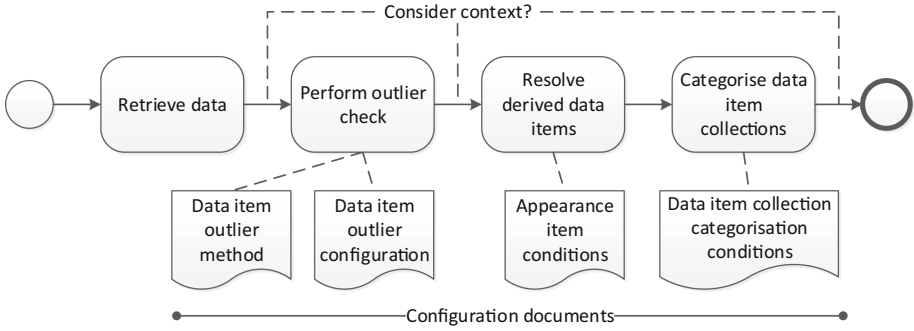 Consider context?
Retrieve data
Perform outlier
check
Resolve
derived data
items
Categorise data
item
collections
Data item
outlier
method
Data item
outlier
configuration
Appearance
item
conditions
Data item collection
categorisation
conditions
Configuration documents